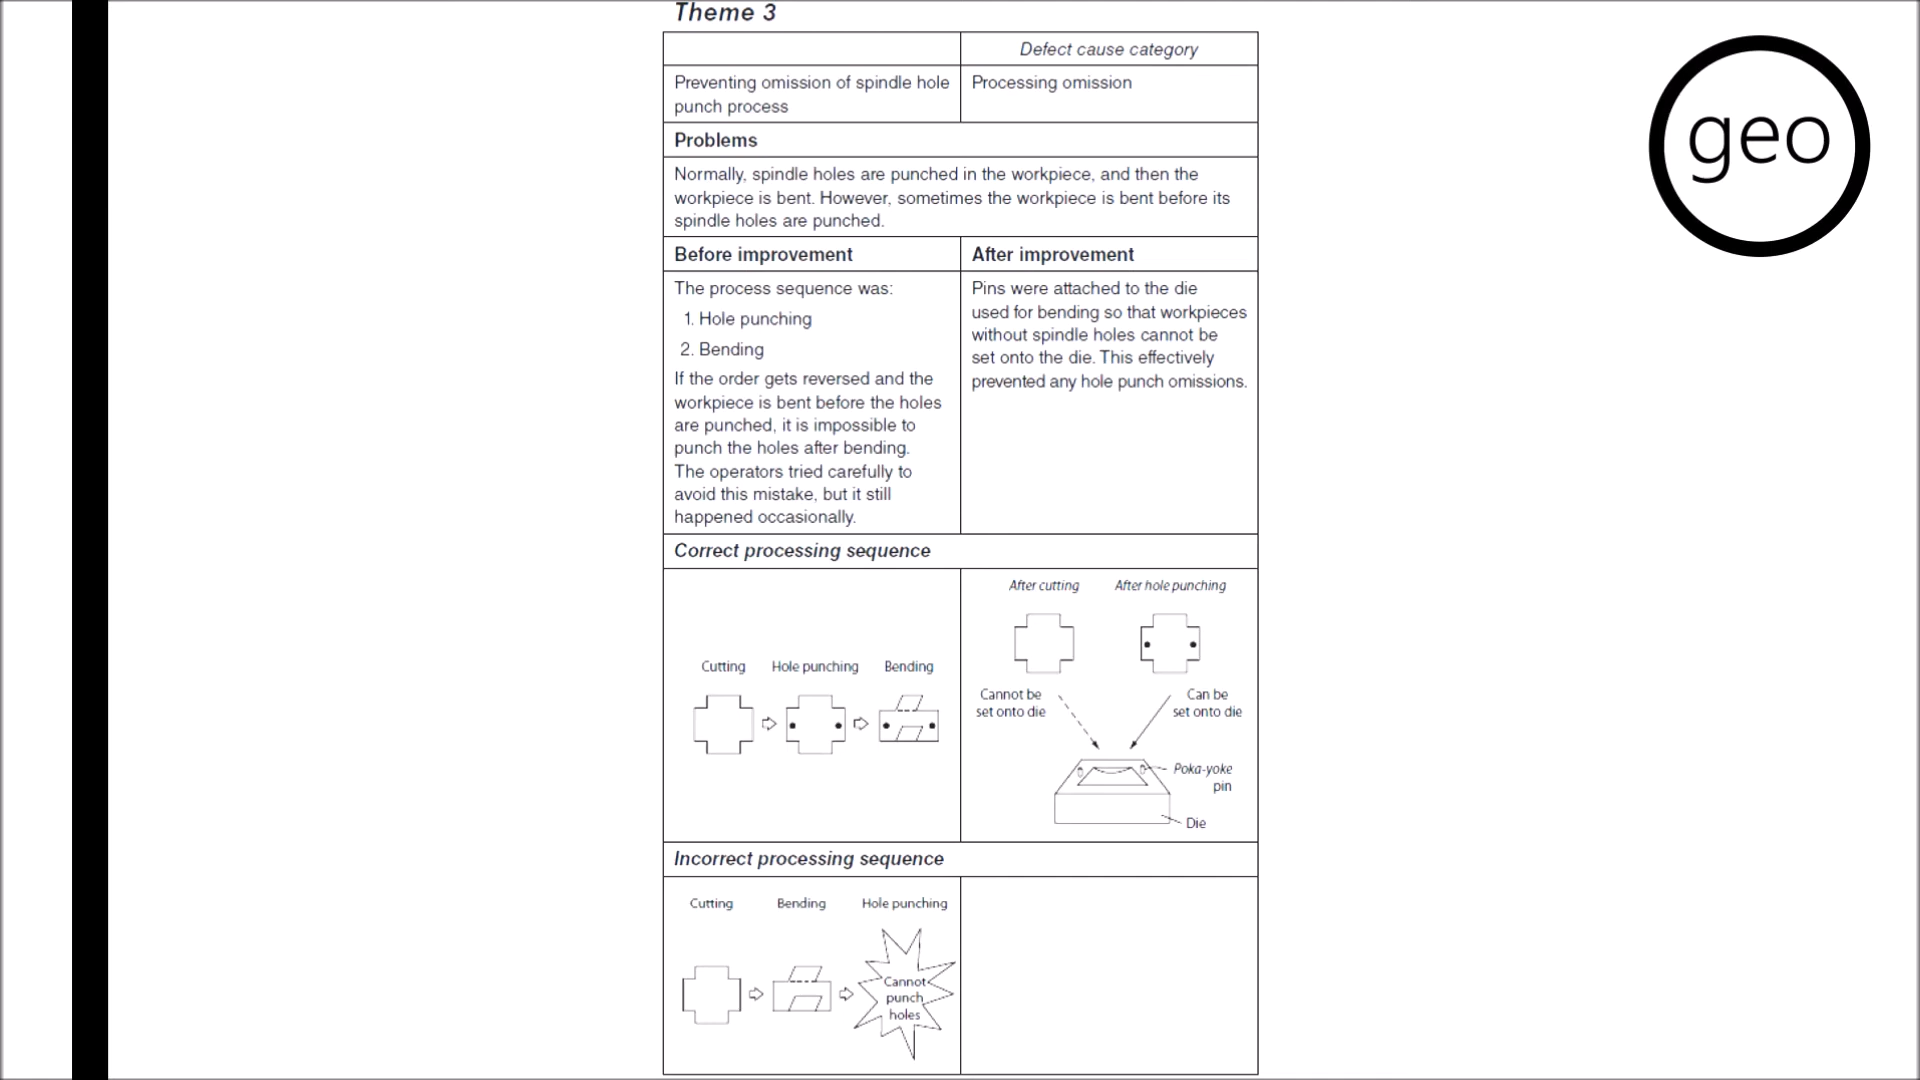 Theme 3
Defect cause category
Preventing omission of spindle hole
punch process
Processing omission
Problems
Normally, spindle holes are punched in the workpiece, and then the
workpiece is bent. However, sometimes the workpiece is bent before its
spindle holes are punched.
Before improvement
After improvement
The process sequence was:
1. Hole punching
2. Bending
If the order gets reversed and the
workpiece is bent before the holes
are punched, it is impossible to
punch the holes after bending.
The operators tried carefully to
avoid this mistake, but it still
happened occasionally.
Pins were attached to the die
used for bending so that workpieces
without spindle holes cannot be
set onto the die. This effectively
prevented any hole punch omissions.
Correct processing sequence
Cutting
Hole punching
Bending
After cutting
After hole punching
Cannot be
set onto die
Can be
set onto die
Poka-yoke
pin
Die
Incorrect processing sequence
Cutting
Bending
Hole punching
Cannot
punch
holes
geo